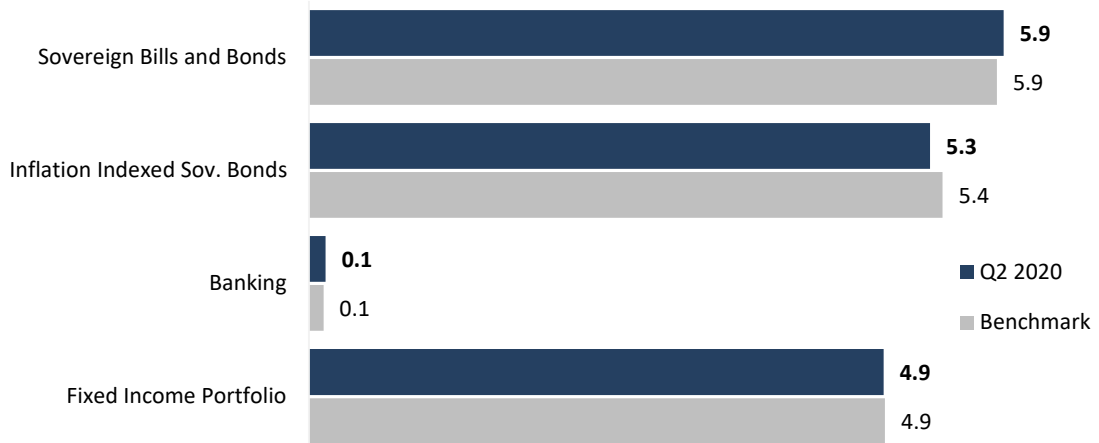 Sovereign Bills and Bonds
5.9
5.9
Inflation Indexed Sov. Bonds
5.3
5.4
Banking
0.1
0.1
Q2 2020
Benchmark
Fixed Income Portfolio
4.9
4.9